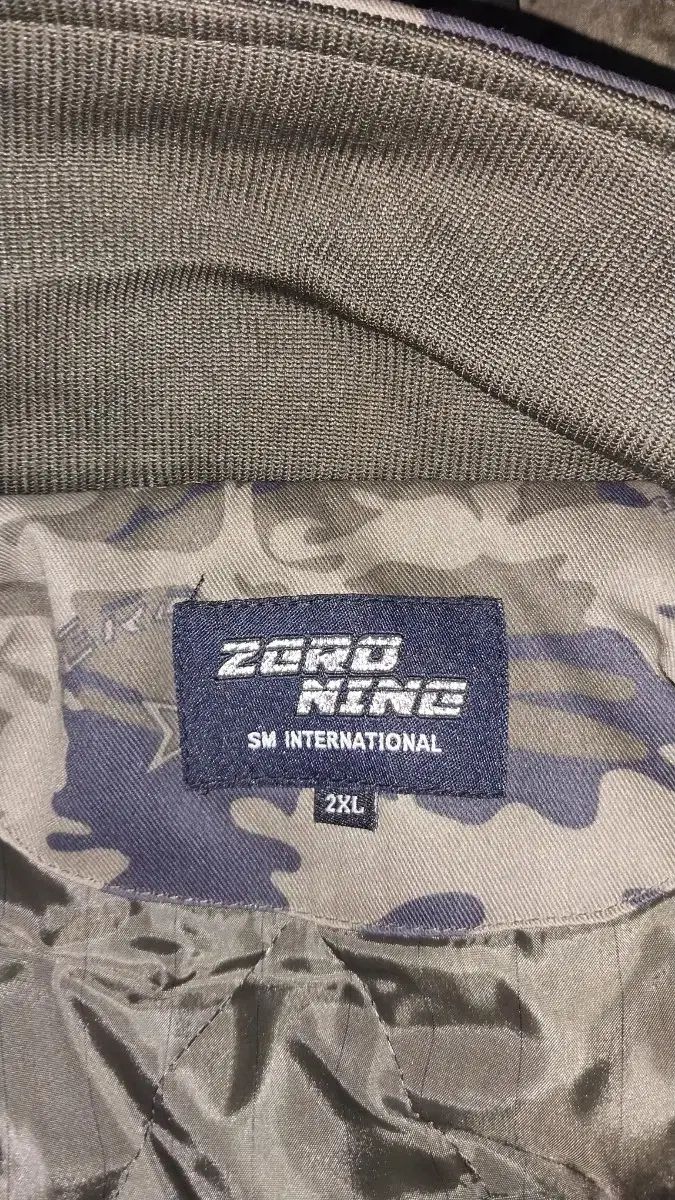 ZERO
NINE
SM INTERNATIONAL
2XL